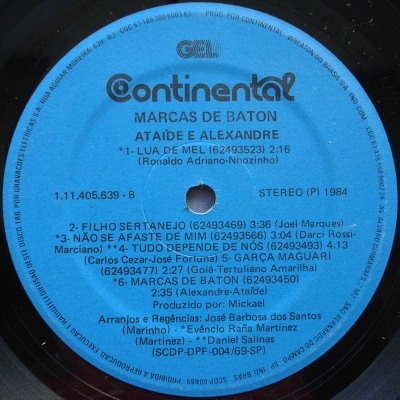 GEL
Continental
MARCAS DE BATON
ATAÍDE E ALEXANDRE
*1- LUA DE MEL (62493523) 2:16
(Ronaldo Adriano-Nhozinho)
1.11.405.639 - B
STEREO (P) 1984
2- FILHO SERTANEJO (62493469) 3:36 (Joel Marques)
*3- NÃO SE AFASTE DE MIM (62493566) 3:04 (Darci Rossi
Marciano) **4- TUDO DEPENDE DE NÓS (62493493) 4:13
(Carlos Cezar-José Fortuna) 5- GARÇA MAGUARI
(62493477) 2:27 (Goiá-Tertuliano Amarilha)
*6- MARCAS DE BATON (62493450)
2:35 (Alexandre-Ataíde)
Produzido por: Mickael
Arranjos e Regências: José Barbosa dos Santos
(Marinho) - *Evêncio Raña Martinez
(Martinez) - **Daniel Salinas
(SCDP-DPF-004/69-SP)